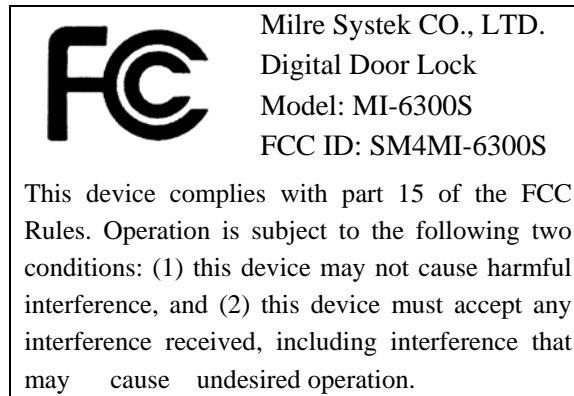 FCC
Milre Systek CO., LTD.
Digital Door Lock
Model: MI-6300S
FCC ID: SM4MI-6300S
This device complies with part 15 of the FCC
Rules. Operation is subject to the following two
conditions: (1) this device may not cause harmful
interference, and (2) this device must accept any
interference received, including interference that
may cause undesired operation.